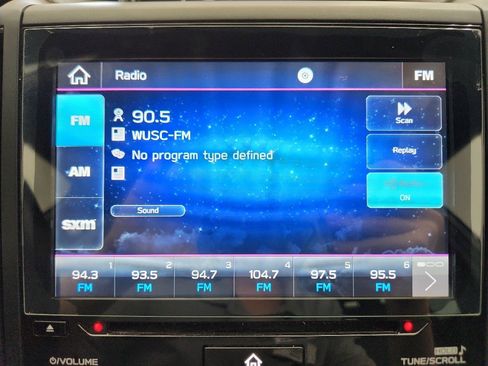 Radio FM
FM
90.5
WUSC-FM
No program type defined
Sound
AM
sxm
Scan
Replay
ON
1 2 3 4 5 6
94.3 93.5 94.7 104.7 97.5 95.5
FM FM FM FM FM FM
VOLUME
HOLD
TUNE/SCROLL